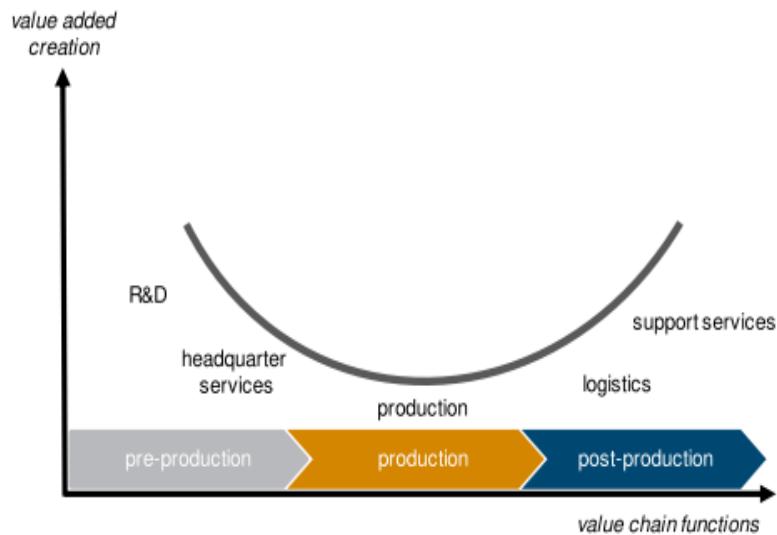 value added
creation
R&D
headquarter
services
production
logistics
support services
pre-production
production
post-production
value chain functions